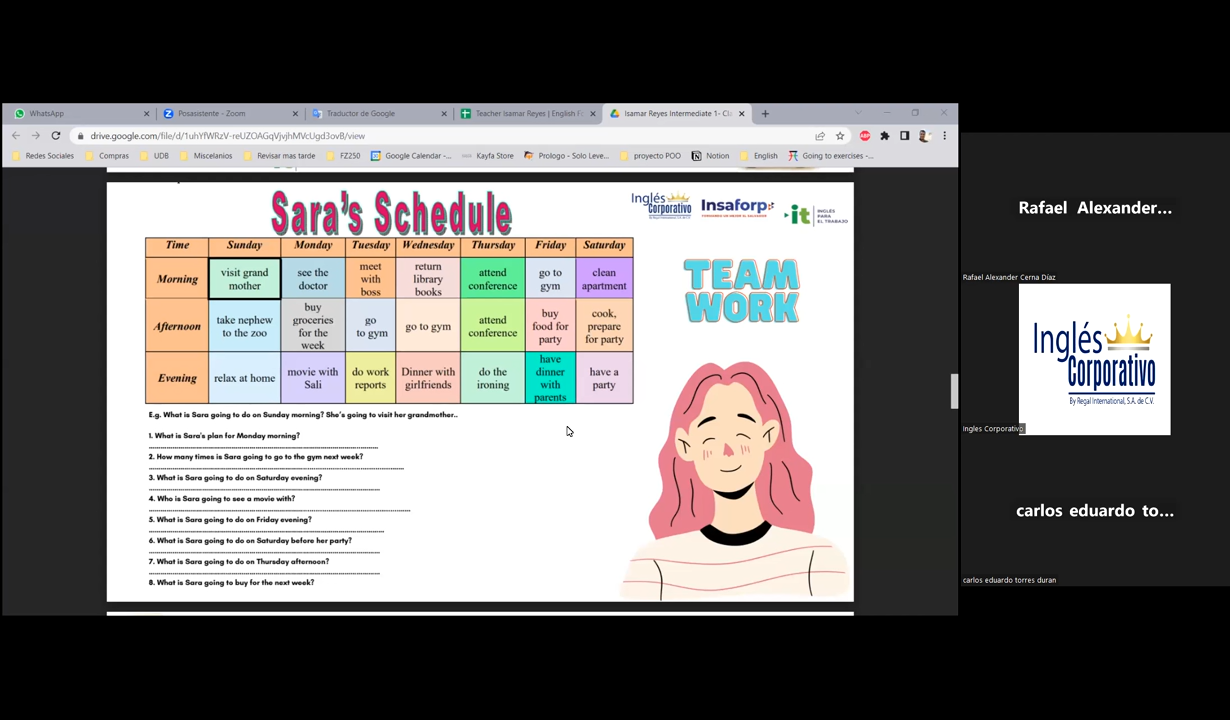 WhatsApp
Posasistente - Zoom
Traductor de Google
Teacher Isamar Reyes | English Fo
Isamar Reyes Intermediate 1- Cla
drive.google.com/file/d/
/view
Redes Sociales
Compras
UDB
Miscelanios
Revisar mas tarde
FZ250
Google Calendar -...
Kayfa Store
Prologo - Solo Leve...
proyecto POO
Notion
English
Going to exercises –...
Sara's Schedule
Inglés Corporativo
Insaforp
it INGLÉS PARA EL TRABAJO
Time Sunday Monday Tuesday Wednesday Thursday Friday Saturday
Morning
visit grand
mother
see the
doctor
meet
with
boss
return
library
books
attend
conference
go to
gym
clean
apartment
Afternoon
take nephew
to the zoo
buy
groceries
for the
week
go
to gym
go to gym
attend
conference
buy
food for
party
cook,
prepare
for party
Evening
relax at home
movie with
Sali
do work
reports
Dinner with
girlfriends
do the
ironing
have
dinner
with
parents
have a
party
TEAM
WORK
E.g. What is Sara going to do on Sunday morning? She's going to visit her grandmother..
1. What is Sara's plan for Monday morning?
2. How many times is Sara going to go to the gym next week?
3. What is Sara going to do on Saturday evening?
4. Who is Sara going to see a movie with?
5. What is Sara going to do on Friday evening?
6. What is Sara going to do on Saturday before her party?
7. What is Sara going to do on Thursday afternoon?
8. What is Sara going to buy for the next week?
Rafael Alexander...
Rafael Alexander Cerna Díaz
Inglés
Corporativo
By Regal International, S.A. de C.V.
Ingles Corporativo
carlos eduardo to...
carlos eduardo torres duran